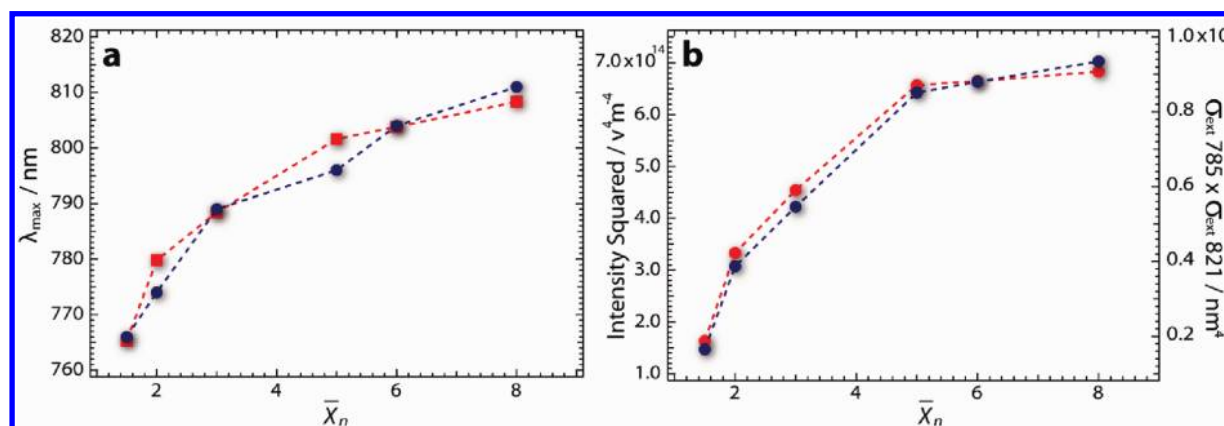 a
λmax / nm
820
810
800
790
780
770
760
2 4 6 8
X̄n
b
Intensity Squared / v⁴m⁻⁴
7.0x10¹⁴
6.0
5.0
4.0
3.0
2.0
1.0
2 4 6 8
X̄n
1.0x10
0.8
0.6
0.4
0.2
σext 785 x σext 821 / nm⁴